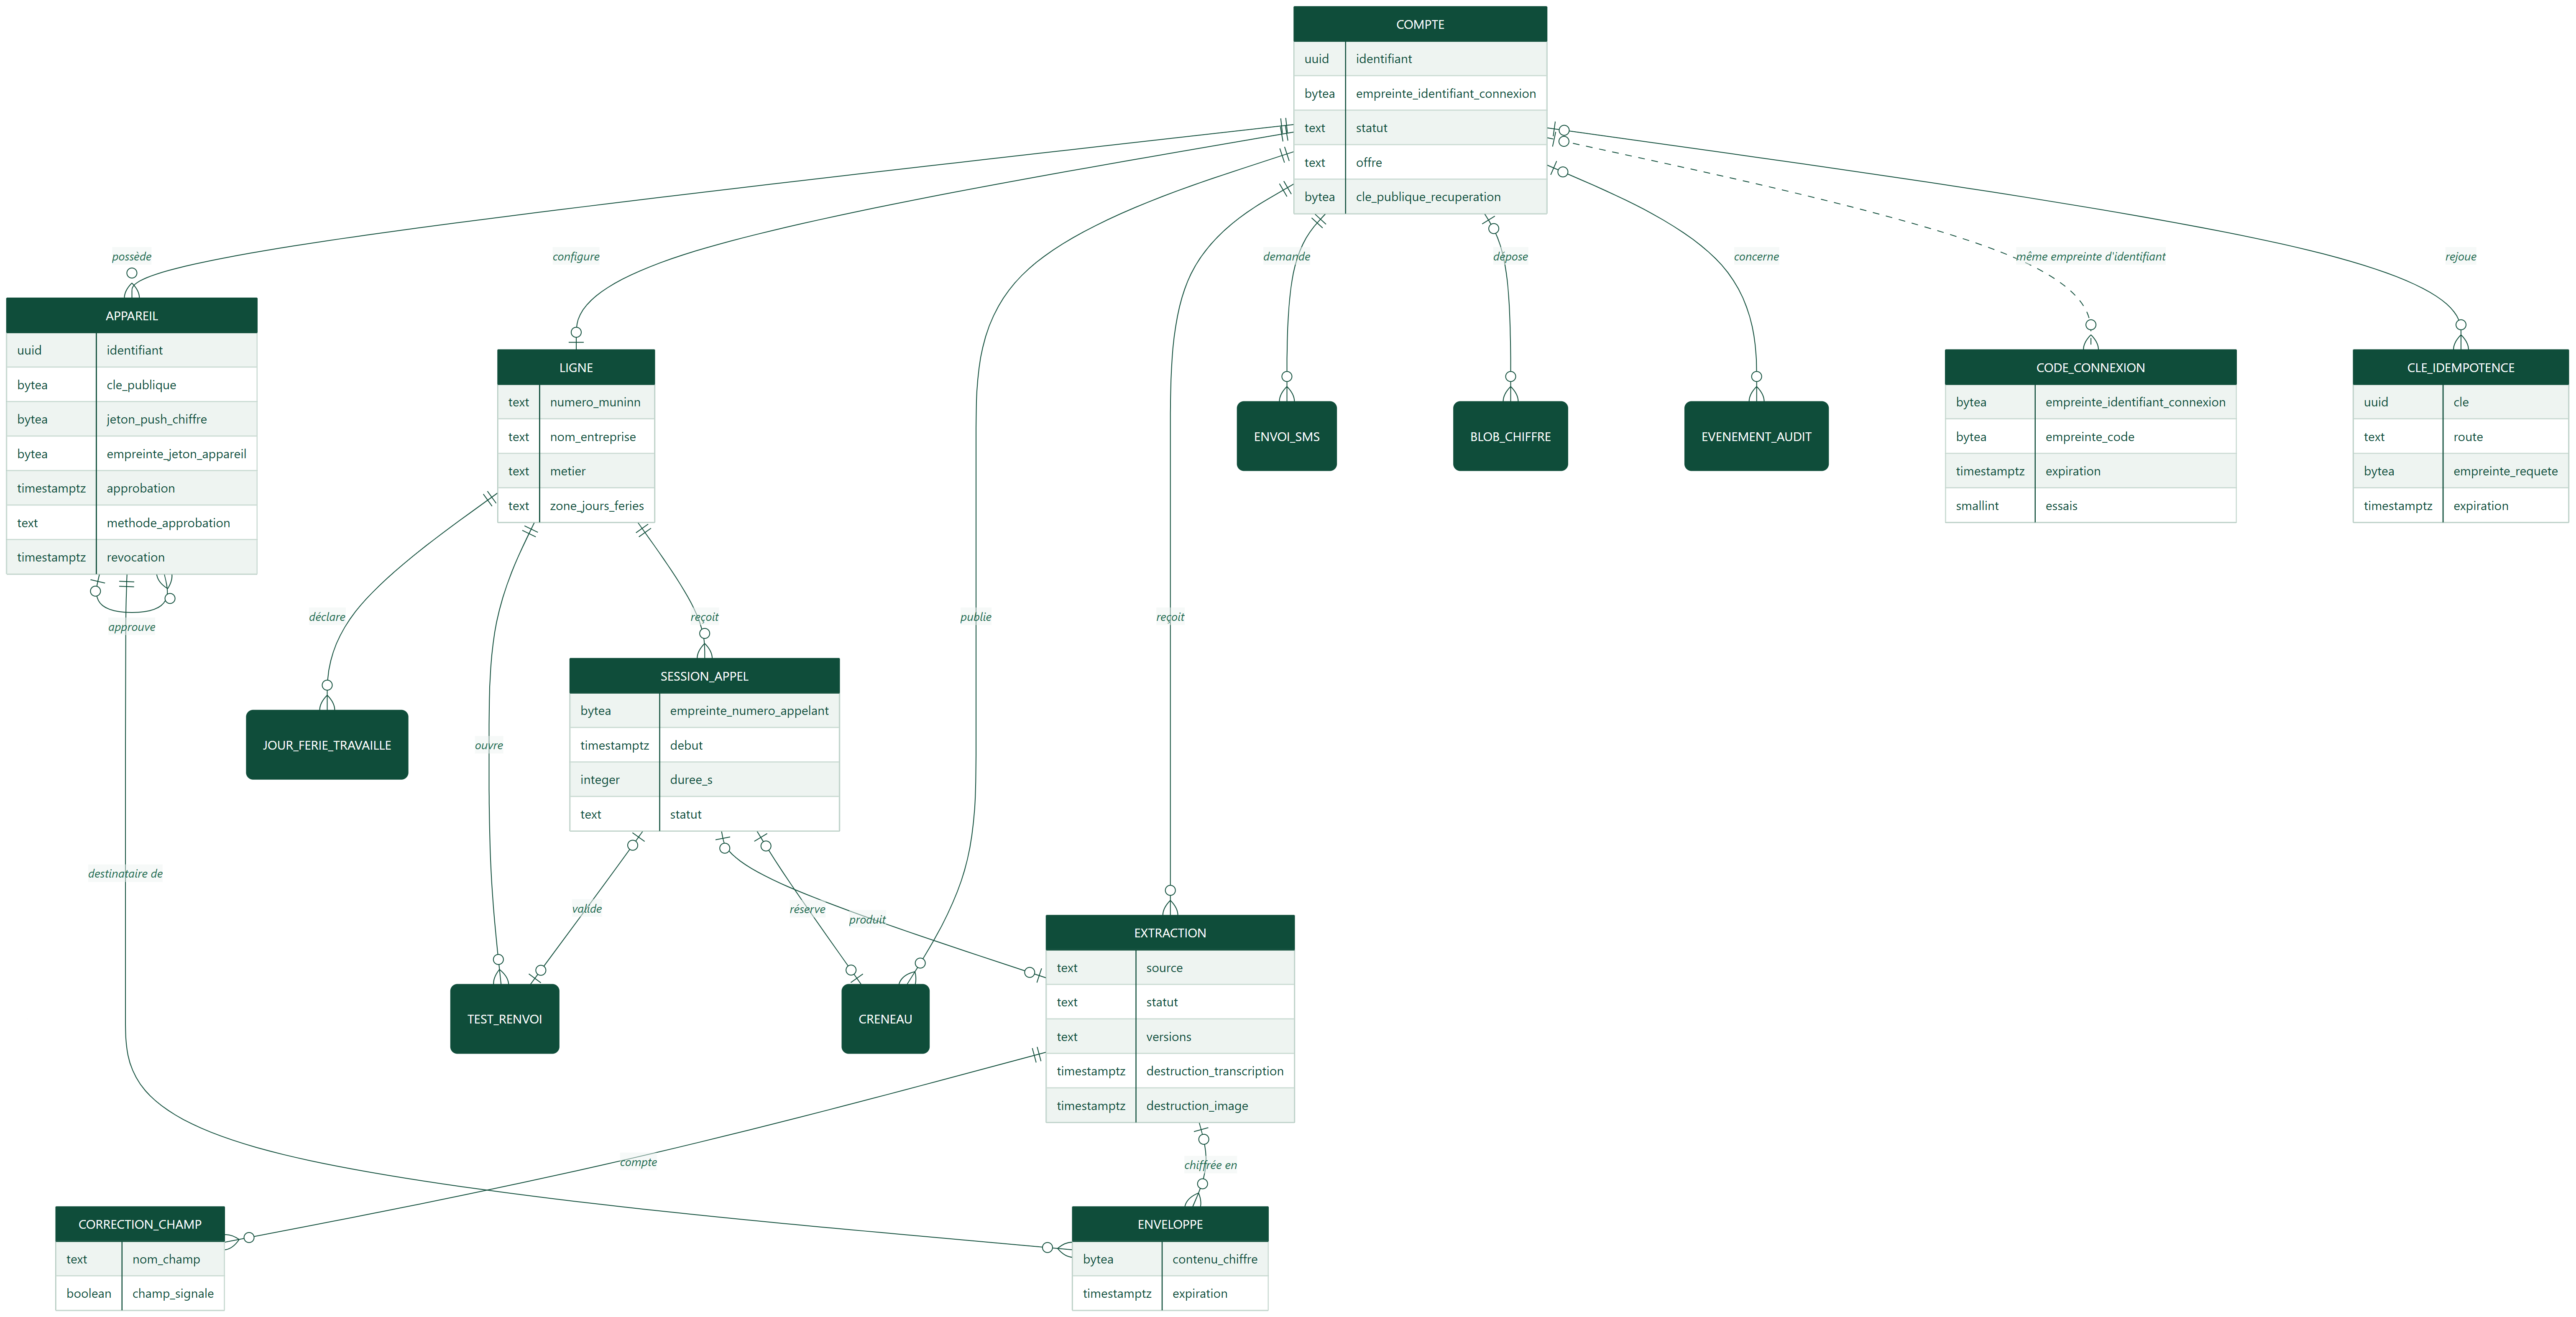 COMPTE
uuid identifiant
bytea empreinte_identifiant_connexion
text statut
text offre
bytea cle_publique_recuperation
possède
configure
demande
dépose
concerne
même empreinte d'identifiant
rejoue
APPAREIL
uuid identifiant
bytea cle_publique
bytea jeton_push_chiffre
bytea empreinte_jeton_appareil
timestamptz approbation
text methode_approbation
timestamptz revocation
LIGNE
text numero_muninn
text nom_entreprise
text metier
text zone_jours_feries
ENVOI_SMS
BLOB_CHIFFRE
EVENEMENT_AUDIT
CODE_CONNEXION
bytea empreinte_identifiant_connexion
bytea empreinte_code
timestamptz expiration
smallint essais
CLE_IDEMPOTENCE
uuid cle
text route
bytea empreinte_requete
timestamptz expiration
approuve
déclare
reçoit
publie
reçoit
SESSION_APPEL
bytea empreinte_numero_appelant
timestamptz debut
integer duree_s
text statut
JOUR_FERIE_TRAVAILLE
ouvre
destinataire de
valide
réserve
produit
TEST_RENVOI
CRENEAU
EXTRACTION
text source
text statut
text versions
timestamptz destruction_transcription
timestamptz destruction_image
compte
chiffrée en
CORRECTION_CHAMP
text nom_champ
boolean champ_signale
ENVELOPPE
bytea contenu_chiffre
timestamptz expiration